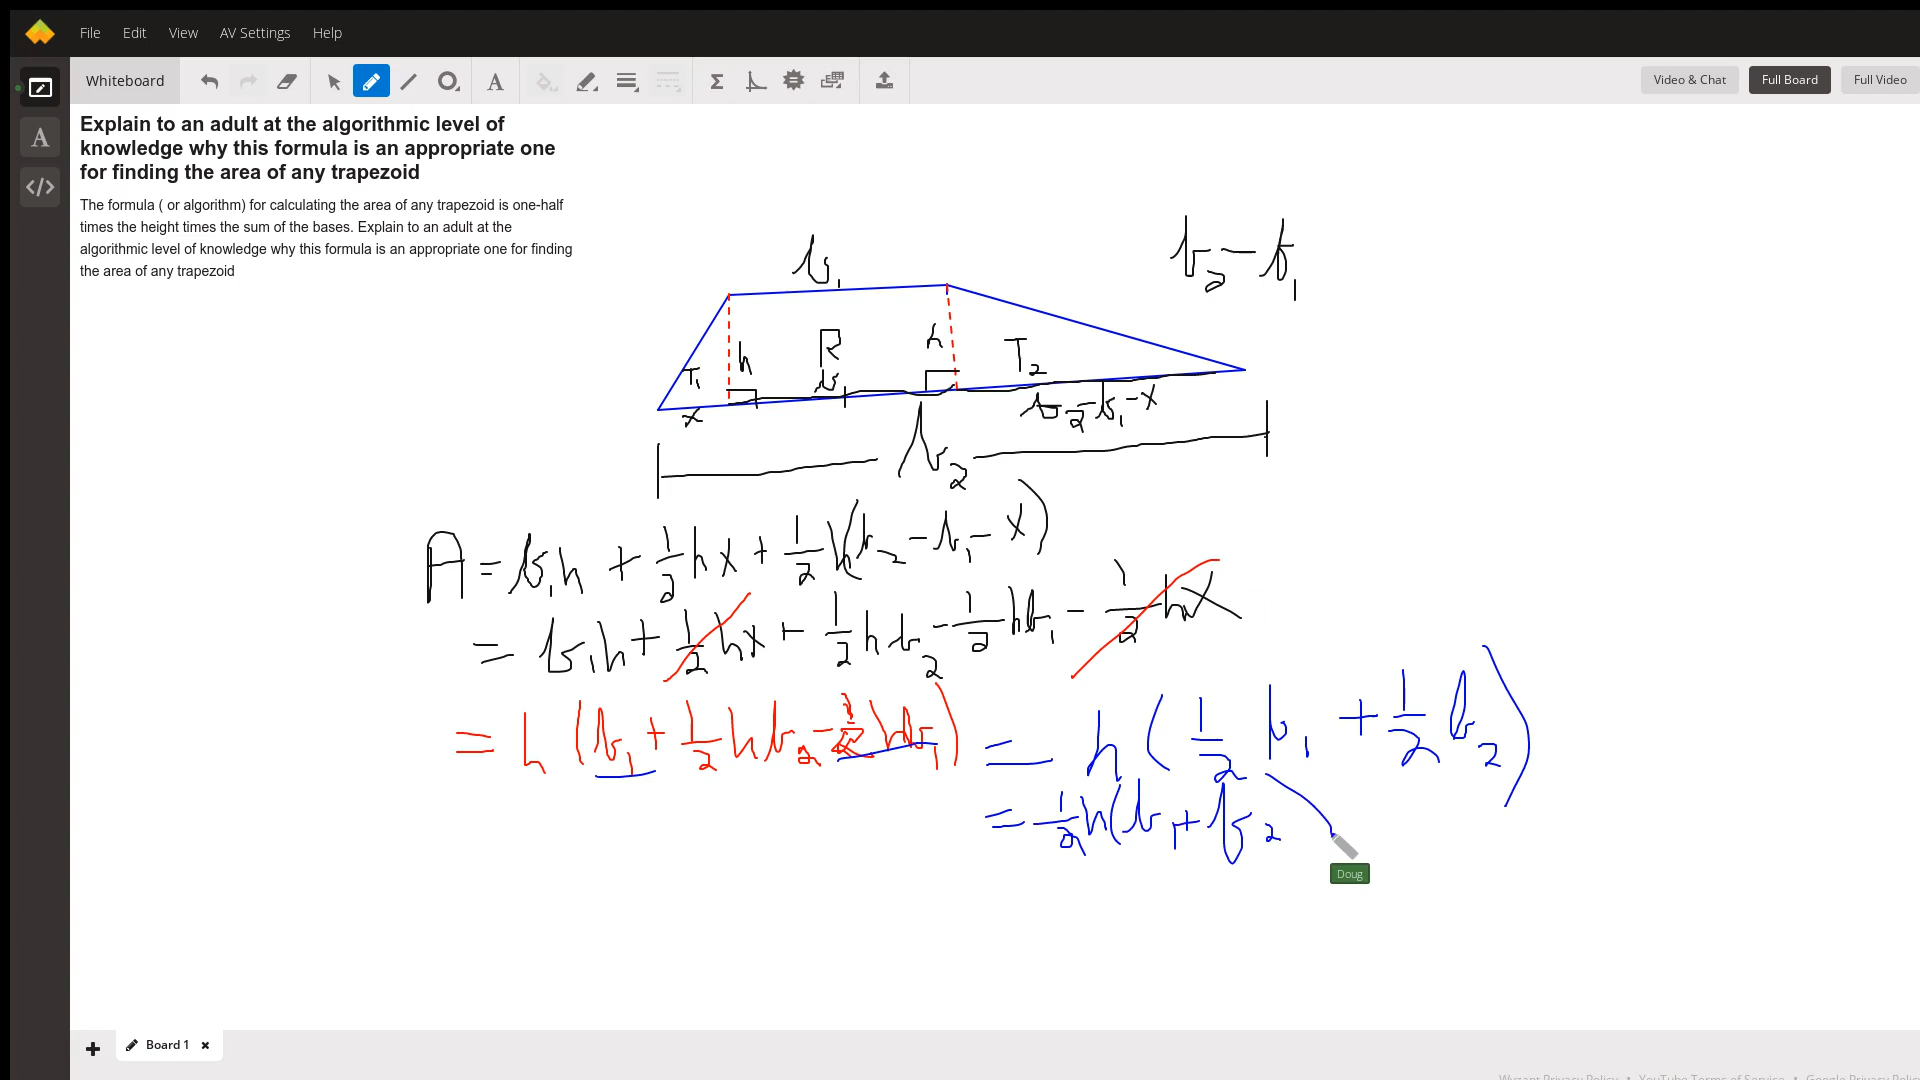 File Edit View AV Settings Help
Whiteboard A Σ Video & Chat Full Board Full Video
A
</>
Explain to an adult at the algorithmic level of
knowledge why this formula is an appropriate one
for finding the area of any trapezoid
The formula ( or algorithm) for calculating the area of any trapezoid is one-half
times the height times the sum of the bases. Explain to an adult at the
algorithmic level of knowledge why this formula is an appropriate one for finding
the area of any trapezoid
b₁
b₂ - b₁
T₁ h R h T₂
x b₁ b₂ - b₁ - x
b₂
A = b₁h + 1/2 hx + 1/2 h(b₂ - b₁ - x)
= b₁h + 1/2 hx + 1/2 hb₂ - 1/2 hb₁ - 1/2 hx
= h (b₁ + 1/2 hb₂ - 1/2 hb₁) = h ( 1/2 b₁ + 1/2 b₂ )
= 1/2 h(b₁ + b₂
Doug
Board 1